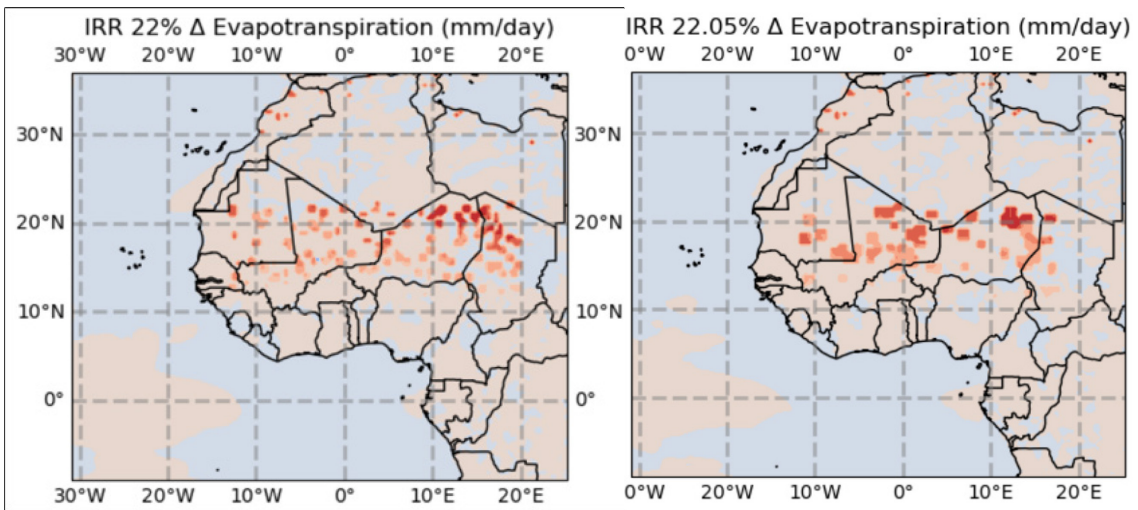 IRR 22% Δ Evapotranspiration (mm/day)
30°W 20°W 10°W 0° 10°E 20°E
30°N
20°N
10°N
0°
30°W 20°W 10°W 0° 10°E 20°E
IRR 22.05% Δ Evapotranspiration (mm/day)
0°W 20°W 10°W 0° 10°E 20°E
30°N
20°N
10°N
0°
0°W 20°W 10°W 0° 10°E 20°E